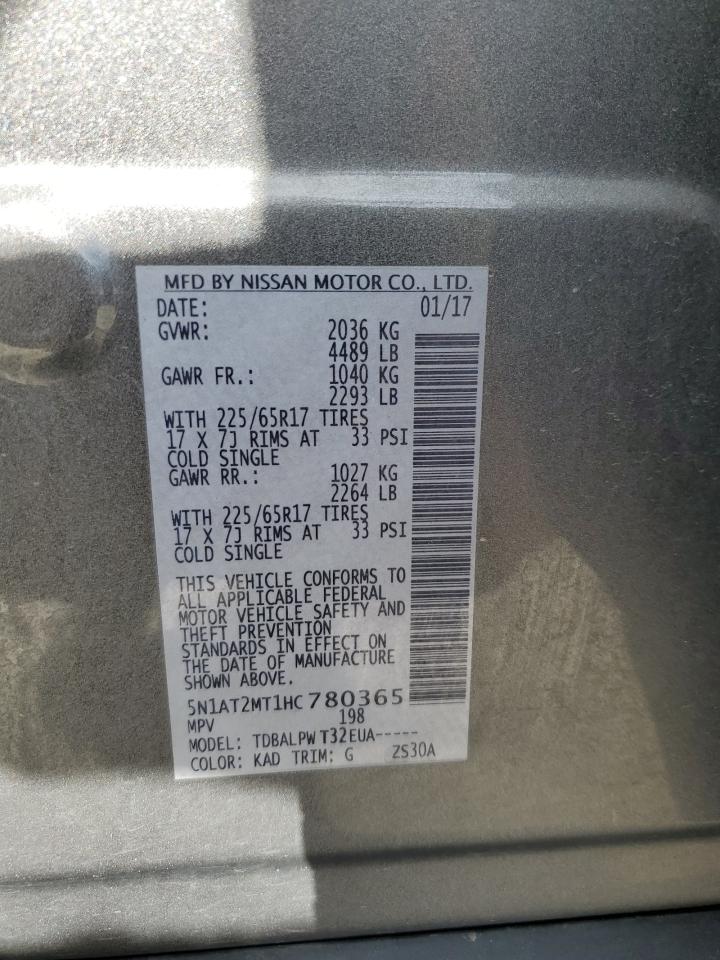 MFD BY NISSAN MOTOR CO., LTD.
DATE: 01/17
GVWR: 2036 KG
4489 LB
GAWR FR.: 1040 KG
2293 LB
WITH 225/65R17 TIRES
17 X 7J RIMS AT 33 PSI
COLD SINGLE
GAWR RR.: 1027 KG
2264 LB
WITH 225/65R17 TIRES
17 X 7J RIMS AT 33 PSI
COLD SINGLE
THIS VEHICLE CONFORMS TO
ALL APPLICABLE FEDERAL
MOTOR VEHICLE SAFETY AND
THEFT PREVENTION
STANDARDS IN EFFECT ON
THE DATE OF MANUFACTURE
SHOWN ABOVE.
5N1AT2MT1HC780365
MPV 198
MODEL: TDBALPW T32EUA-----
COLOR: KAD TRIM: G ZS30A